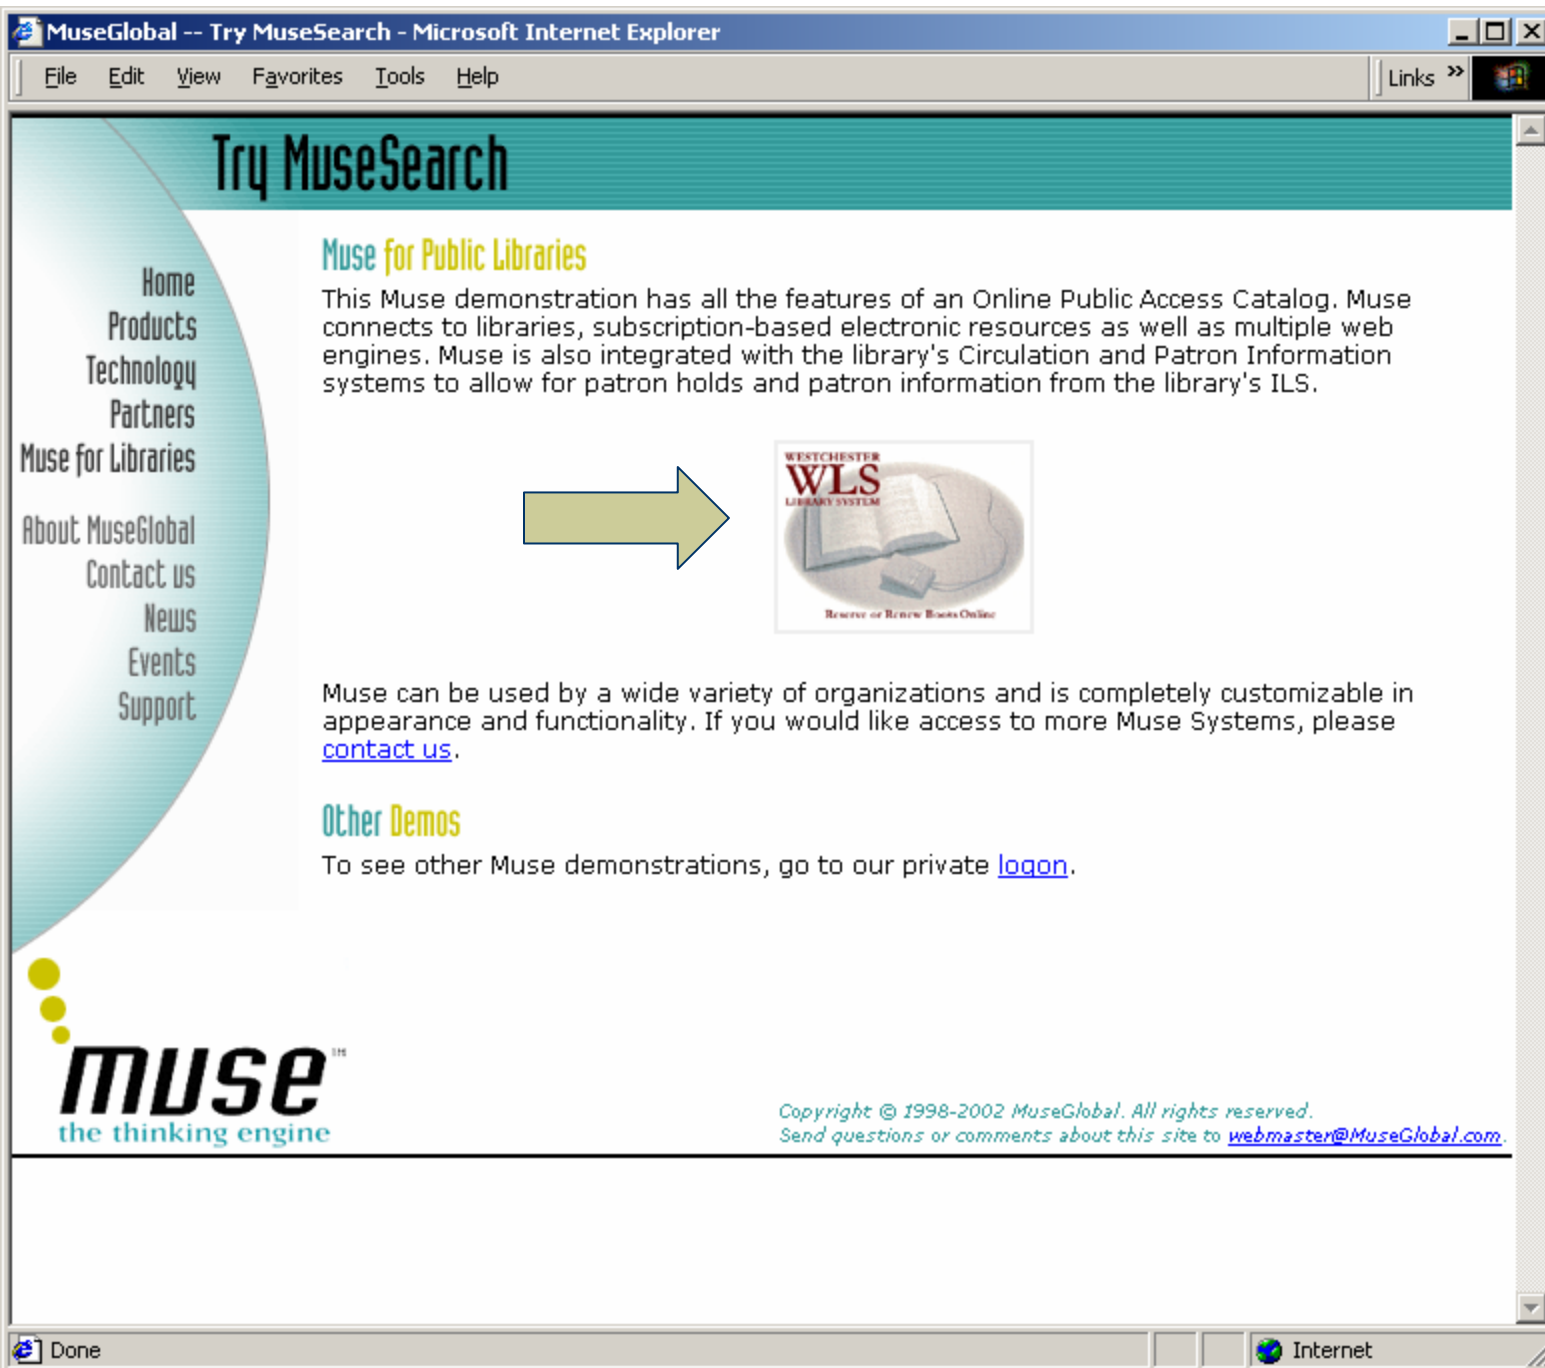 MuseGlobal -- Try MuseSearch - Microsoft Internet Explorer
File Edit View Favorites Tools Help Links »
Try MuseSearch
Home
Products
Technology
Partners
Muse for Libraries
About MuseGlobal
Contact us
News
Events
Support
Muse for Public Libraries
This Muse demonstration has all the features of an Online Public Access Catalog. Muse
connects to libraries, subscription-based electronic resources as well as multiple web
engines. Muse is also integrated with the library's Circulation and Patron Information
systems to allow for patron holds and patron information from the library's ILS.
WESTCHESTER
WLS
LIBRARY SYSTEM
Reserve or Renew Books Online
Muse can be used by a wide variety of organizations and is completely customizable in
appearance and functionality. If you would like access to more Muse Systems, please
contact us.
Other Demos
To see other Muse demonstrations, go to our private logon.
muse™
the thinking engine
Copyright © 1998-2002 MuseGlobal. All rights reserved.
Send questions or comments about this site to webmaster@MuseGlobal.com.
Done Internet